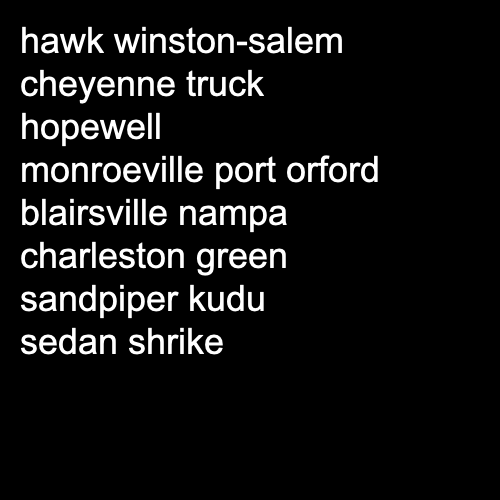 hawk winston-salem
cheyenne truck
hopewell
monroeville port orford
blairsville nampa
charleston green
sandpiper kudu
sedan shrike